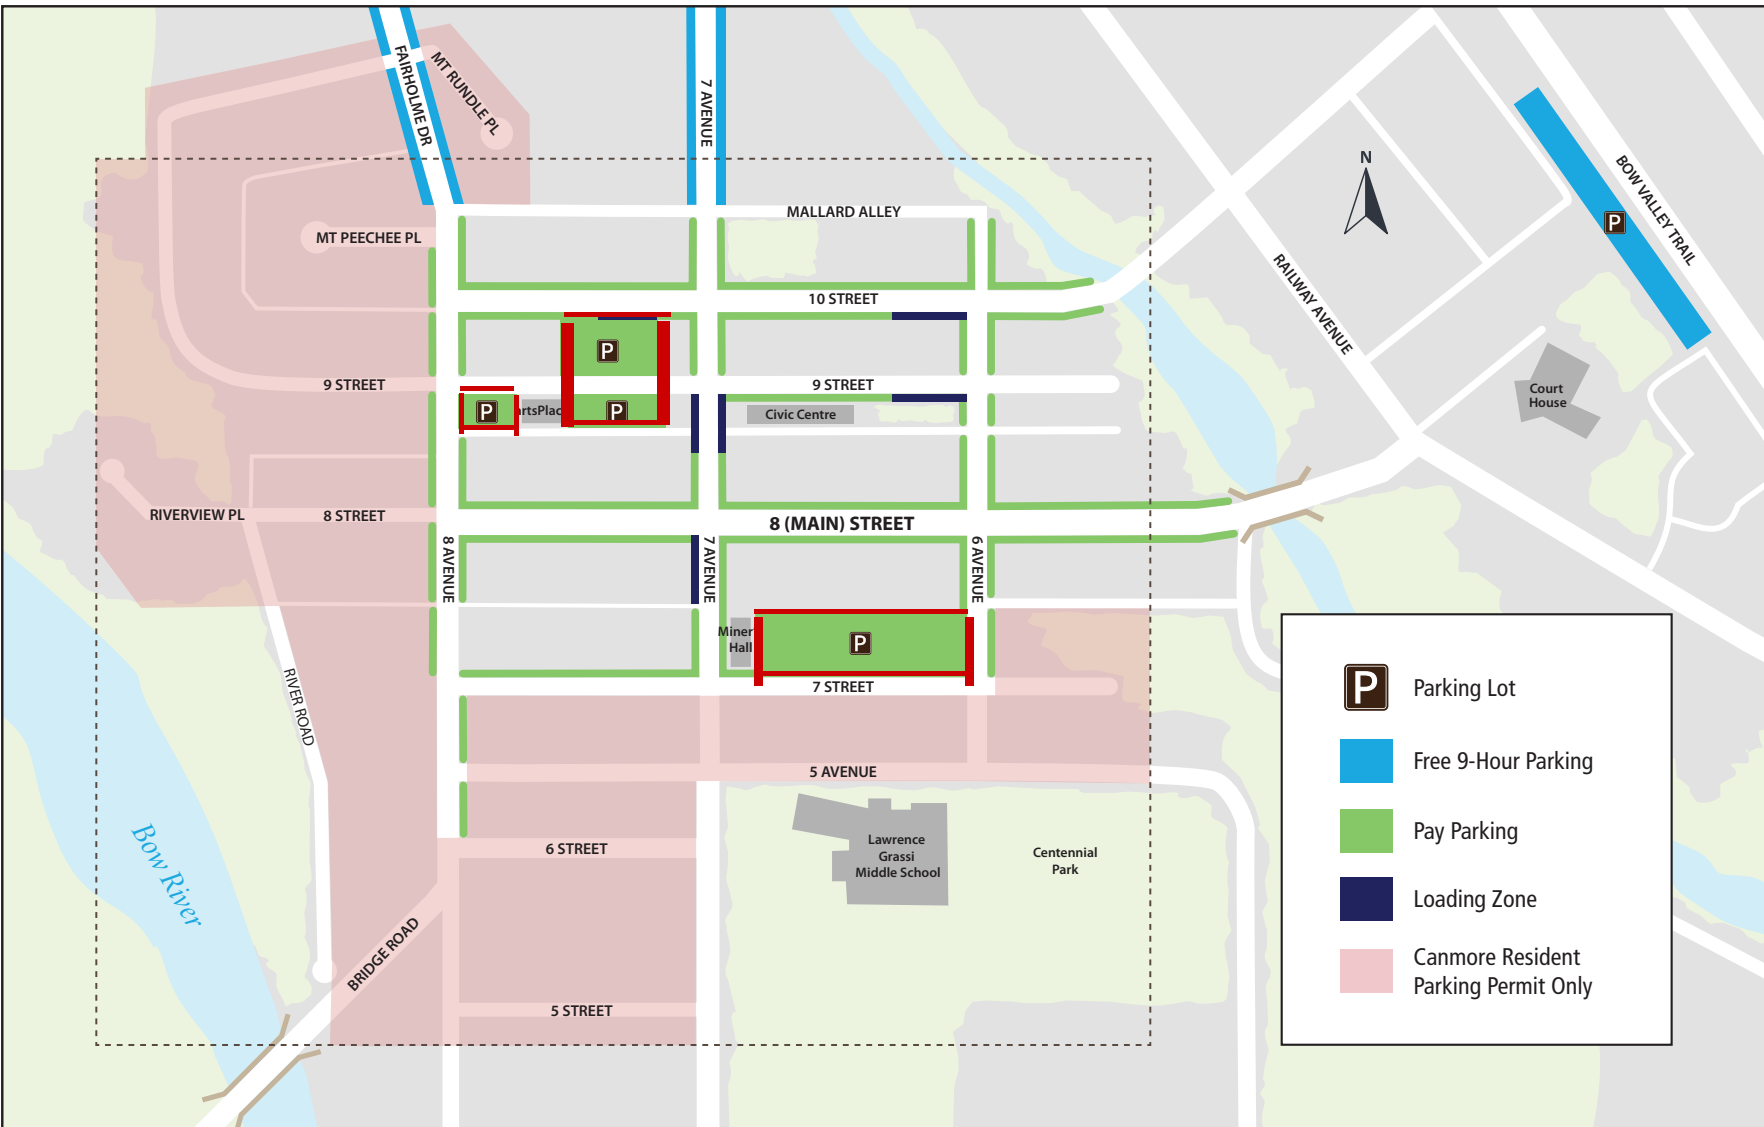 FAIRHOLME DR
MT RUNDLE PL
7 AVENUE
N
BOW VALLEY TRAIL
MALLARD ALLEY
P
MT PEECHEE PL
RAILWAY AVENUE
10 STREET
P
9 STREET
9 STREET
P
artsPlac
P
Civic Centre
Court
House
RIVERVIEW PL
8 STREET
8 (MAIN) STREET
8 AVENUE
7 AVENUE
6 AVENUE
Miner
Hall
P
7 STREET
RIVER ROAD
5 AVENUE
Bow River
6 STREET
Lawrence
Grassi
Middle School
Centennial
Park
BRIDGE ROAD
5 STREET
P
Parking Lot
Free 9-Hour Parking
Pay Parking
Loading Zone
Canmore Resident
Parking Permit Only